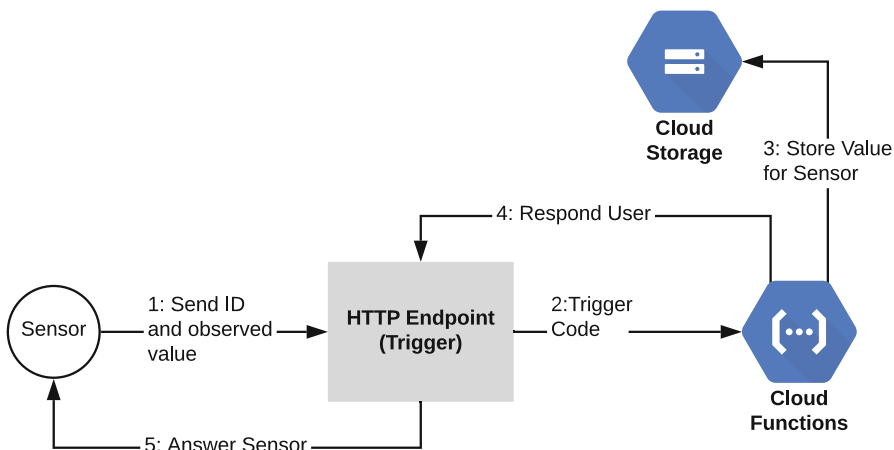 Cloud
Storage
3: Store Value
for Sensor
4: Respond User
Sensor
1: Send ID
and observed
value
HTTP Endpoint
(Trigger)
2:Trigger
Code
Cloud
Functions
5: Answer Sensor